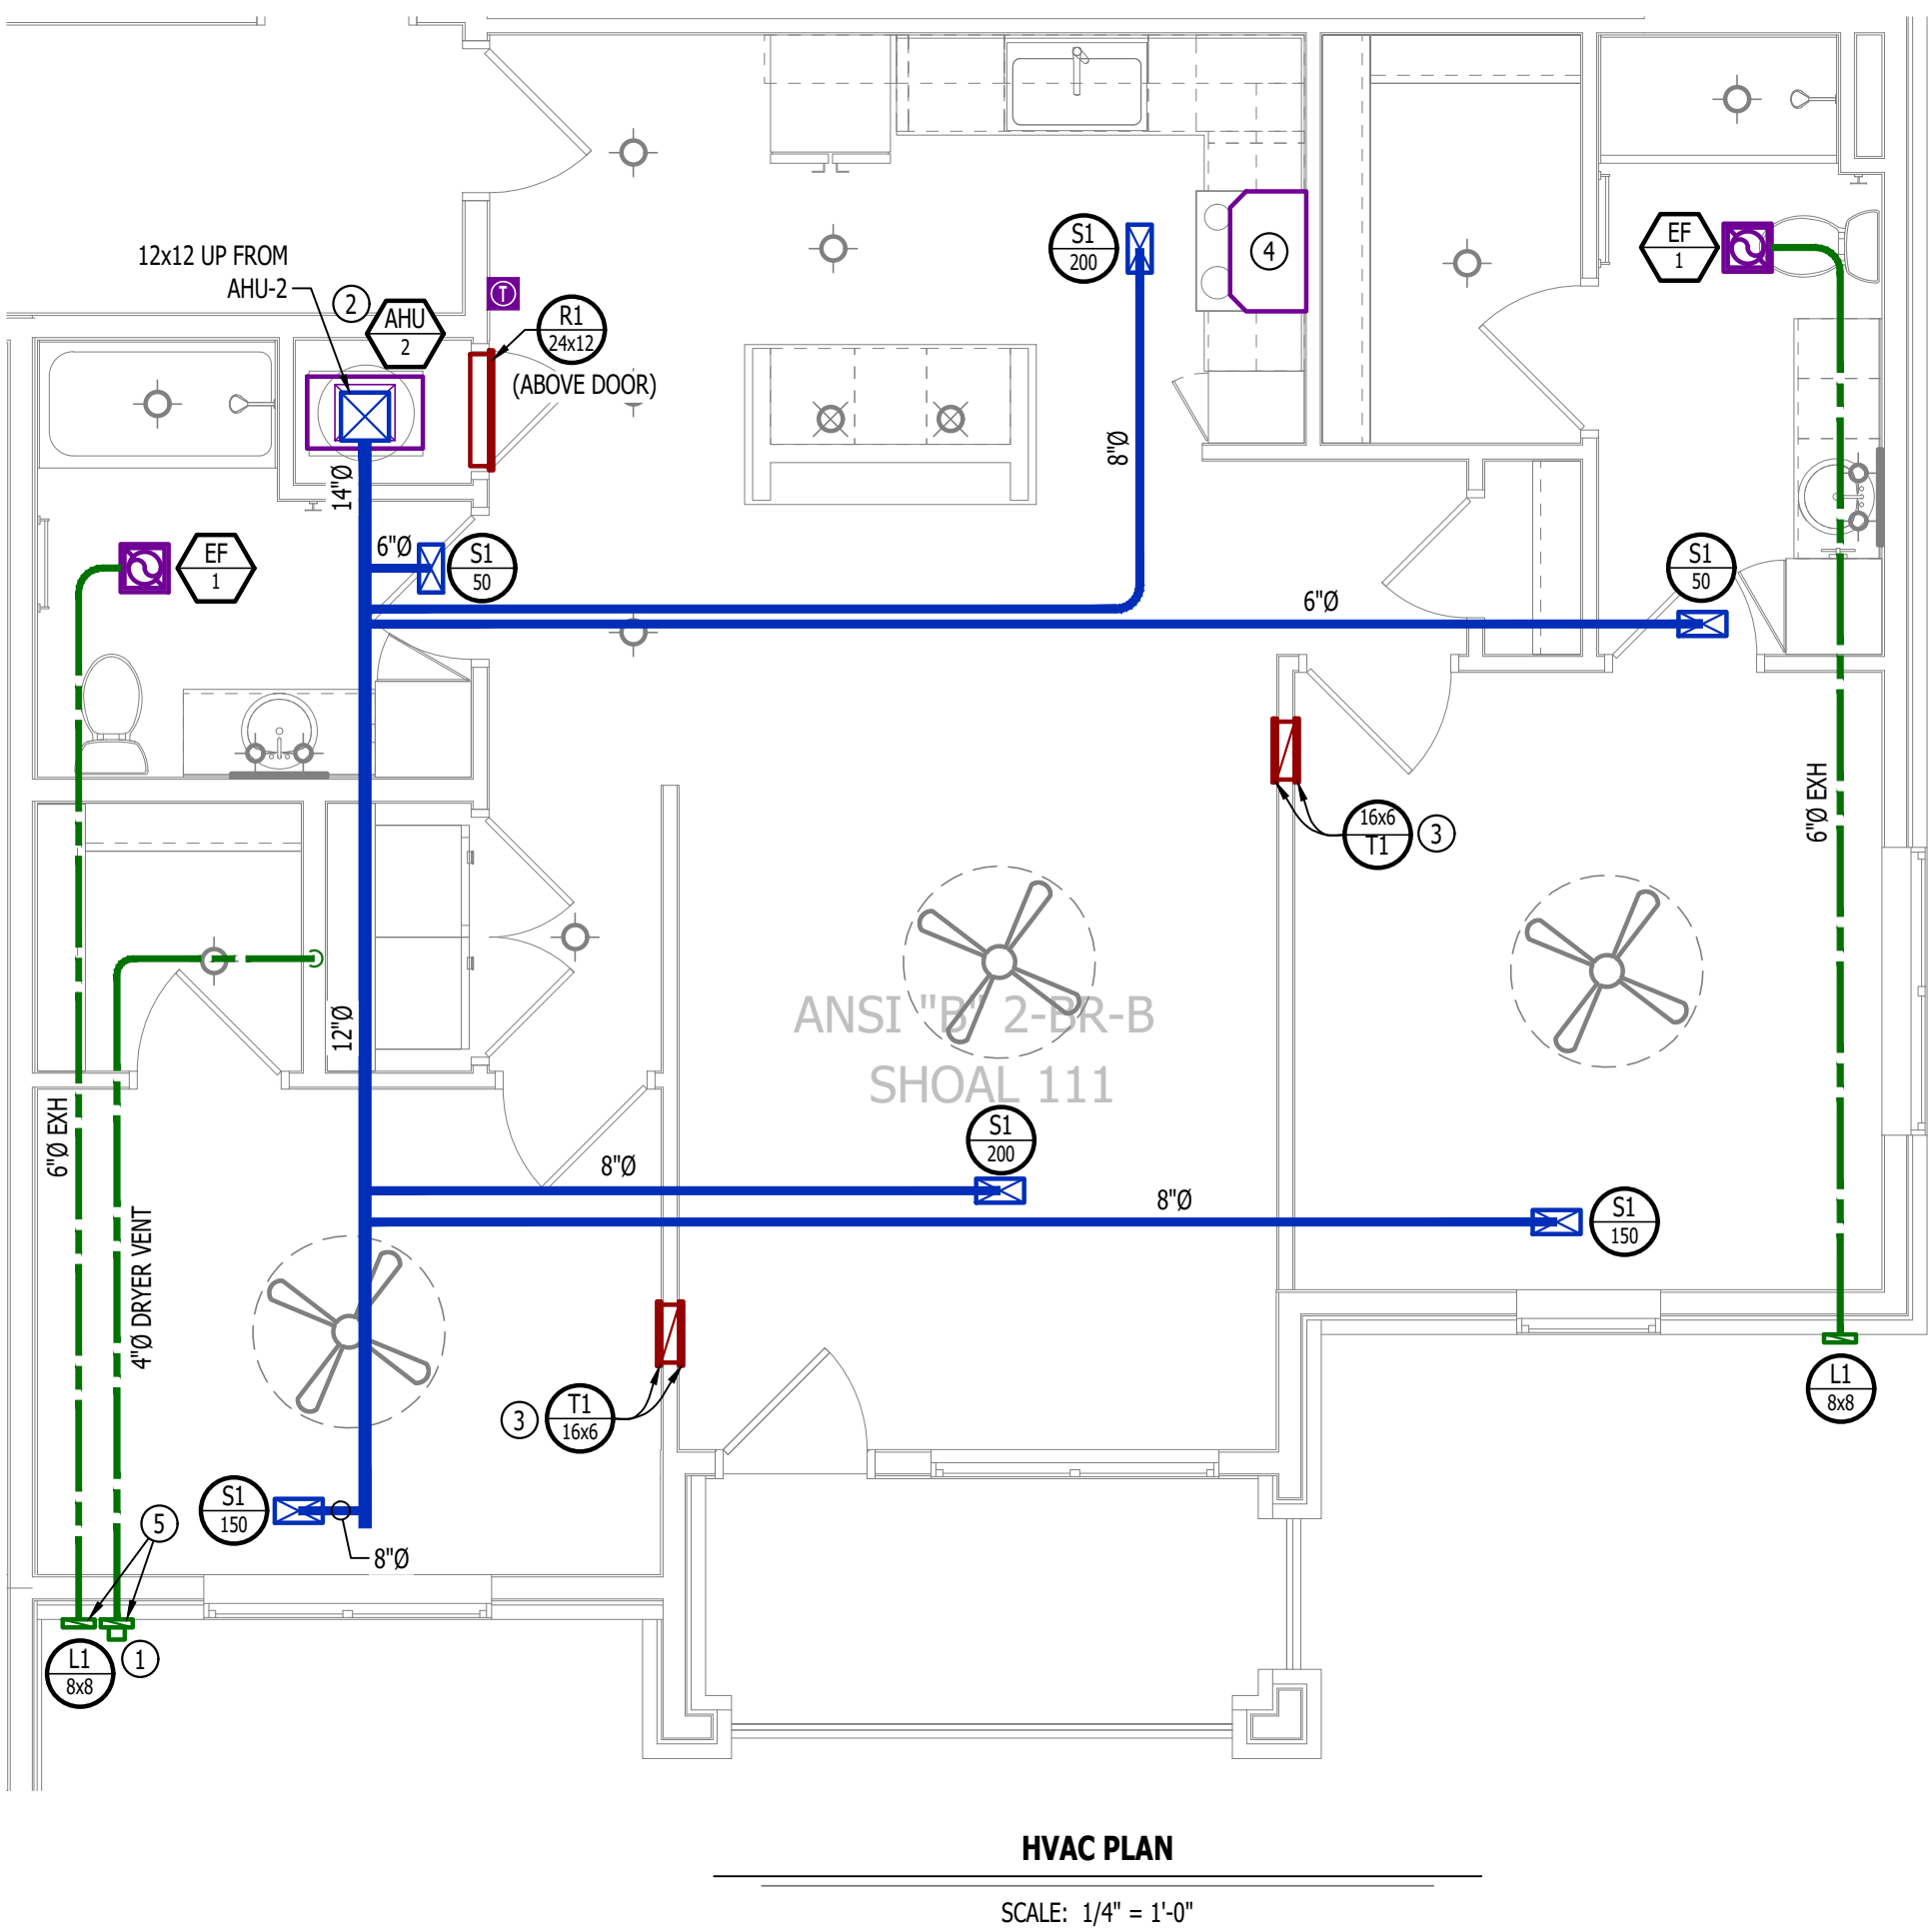 12x12 UP FROM
AHU-2
2
AHU
2
T
R1
24x12
(ABOVE DOOR)
S1
200
4
EF
1
14"Ø
8"Ø
6"Ø
EF
1
S1
50
6"Ø
S1
50
16x6
T1
3
6"Ø EXH
12"Ø
ANSI "B" 2-BR-B
SHOAL 111
6"Ø EXH
4"Ø DRYER VENT
8"Ø
S1
200
8"Ø
S1
150
3
T1
16x6
L1
8x8
S1
150
8"Ø
5
L1
8x8
1
HVAC PLAN
SCALE: 1/4" = 1'-0"